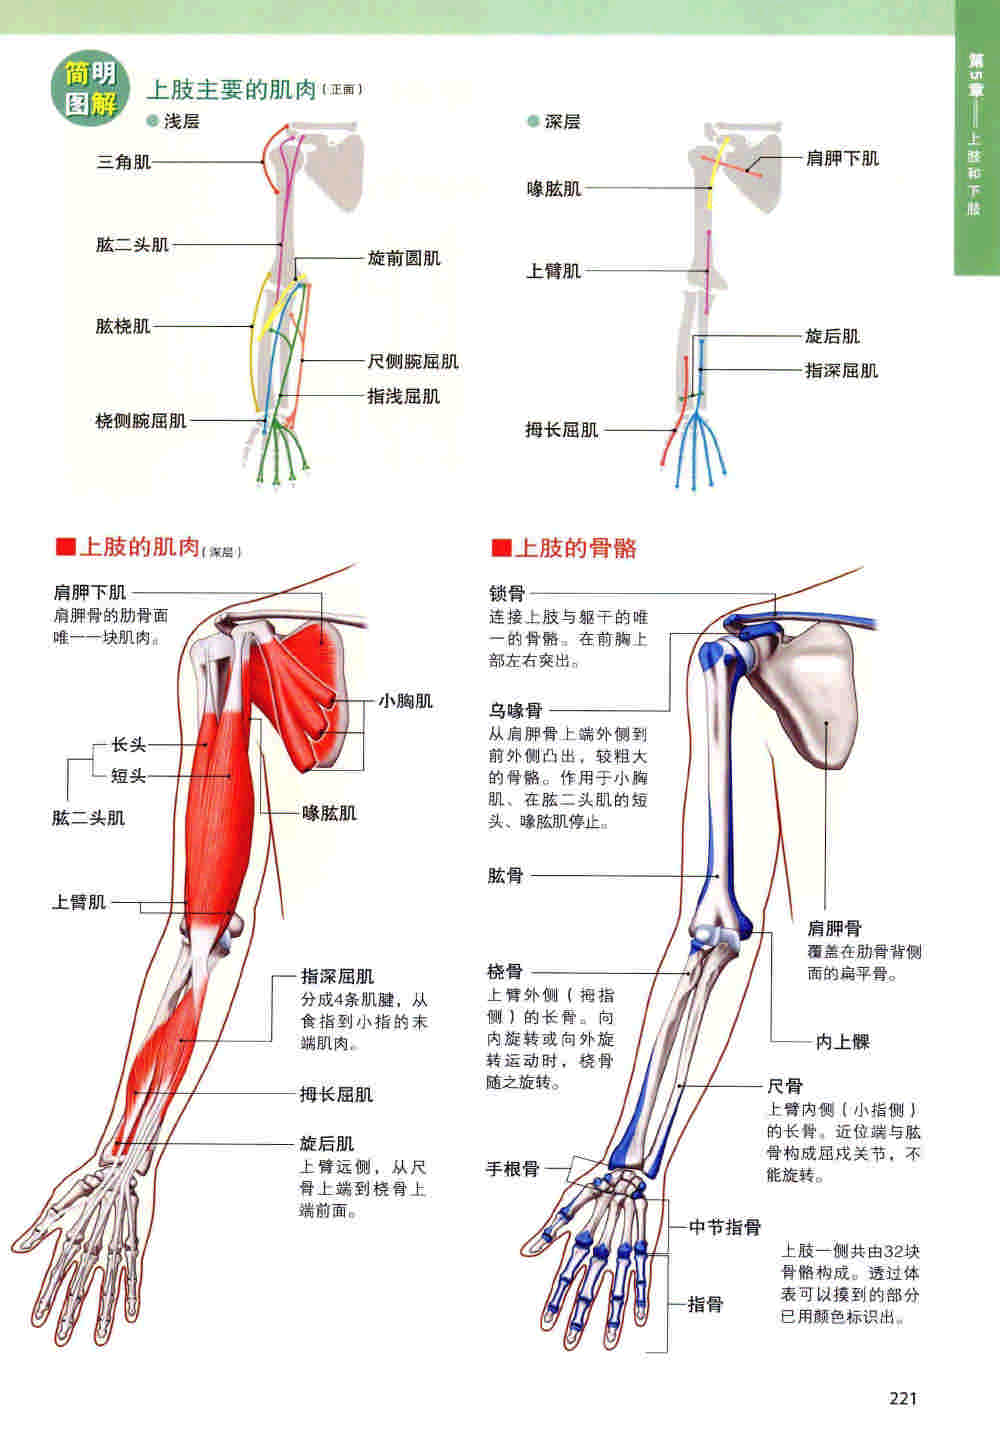 第5章——上肢和下肢
简明
图解
上肢主要的肌肉(正面)
浅层
三角肌
肱二头肌
肱桡肌
桡侧腕屈肌
旋前圆肌
尺侧腕屈肌
指浅屈肌
深层
喙肱肌
上臂肌
拇长屈肌
肩胛下肌
旋后肌
指深屈肌
上肢的肌肉(深层)
肩胛下肌
肩胛骨的肋骨面
唯一一块肌肉。
长头
短头
肱二头肌
上臂肌
小胸肌
喙肱肌
指深屈肌
分成4条肌腱，从
食指到小指的末
端肌肉。
拇长屈肌
旋后肌
上臂远侧，从尺
骨上端到桡骨上
端前面。
上肢的骨骼
锁骨
连接上肢与躯干的唯
一的骨骼。在前胸上
部左右突出。
乌喙骨
从肩胛骨上端外侧到
前外侧凸出，较粗大
的骨骼。作用于小胸
肌、在肱二头肌的短
头、喙肱肌停止。
肱骨
桡骨
上臂外侧（拇指
侧）的长骨。向
内旋转或向外旋
转运动时，桡骨
随之旋转。
手根骨
肩胛骨
覆盖在肋骨背侧
面的扁平骨。
内上髁
尺骨
上臂内侧（小指侧）
的长骨。近位端与肱
骨构成屈戌关节，不
能旋转。
中节指骨
指骨
上肢一侧共由32块
骨骼构成。透过体
表可以摸到的部分
已用颜色标识出。
221